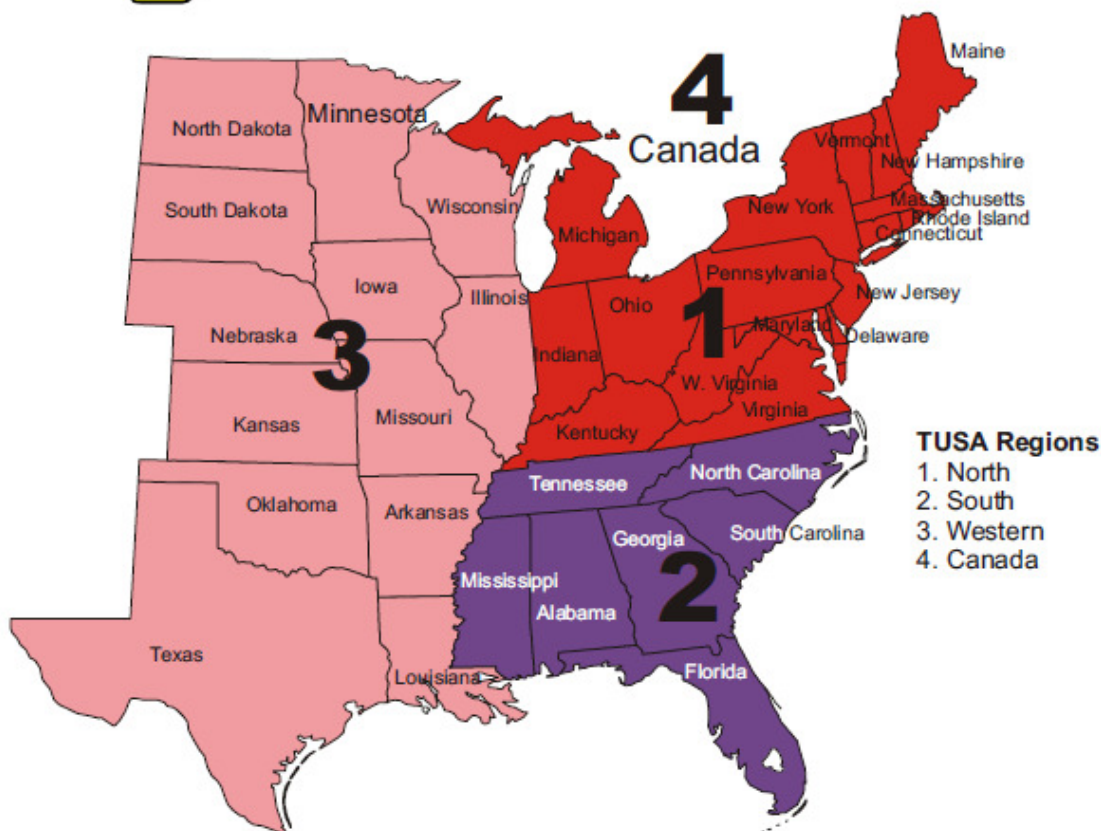 Maine
4
Canada
Minnesota
North Dakota
Vermont
New Hampshire
Massachusetts
Rhode Island
Connecticut
South Dakota
Wisconsin
New York
Michigan
Pennsylvania
Iowa
Illinois
Ohio
New Jersey
Nebraska
3
1
Maryland
Delaware
Indiana
W. Virginia
Virginia
Kansas
Missouri
Kentucky
TUSA Regions
1. North
2. South
3. Western
4. Canada
Tennessee
North Carolina
Oklahoma
Arkansas
Georgia
South Carolina
Mississippi
2
Alabama
Texas
Louisiana
Florida